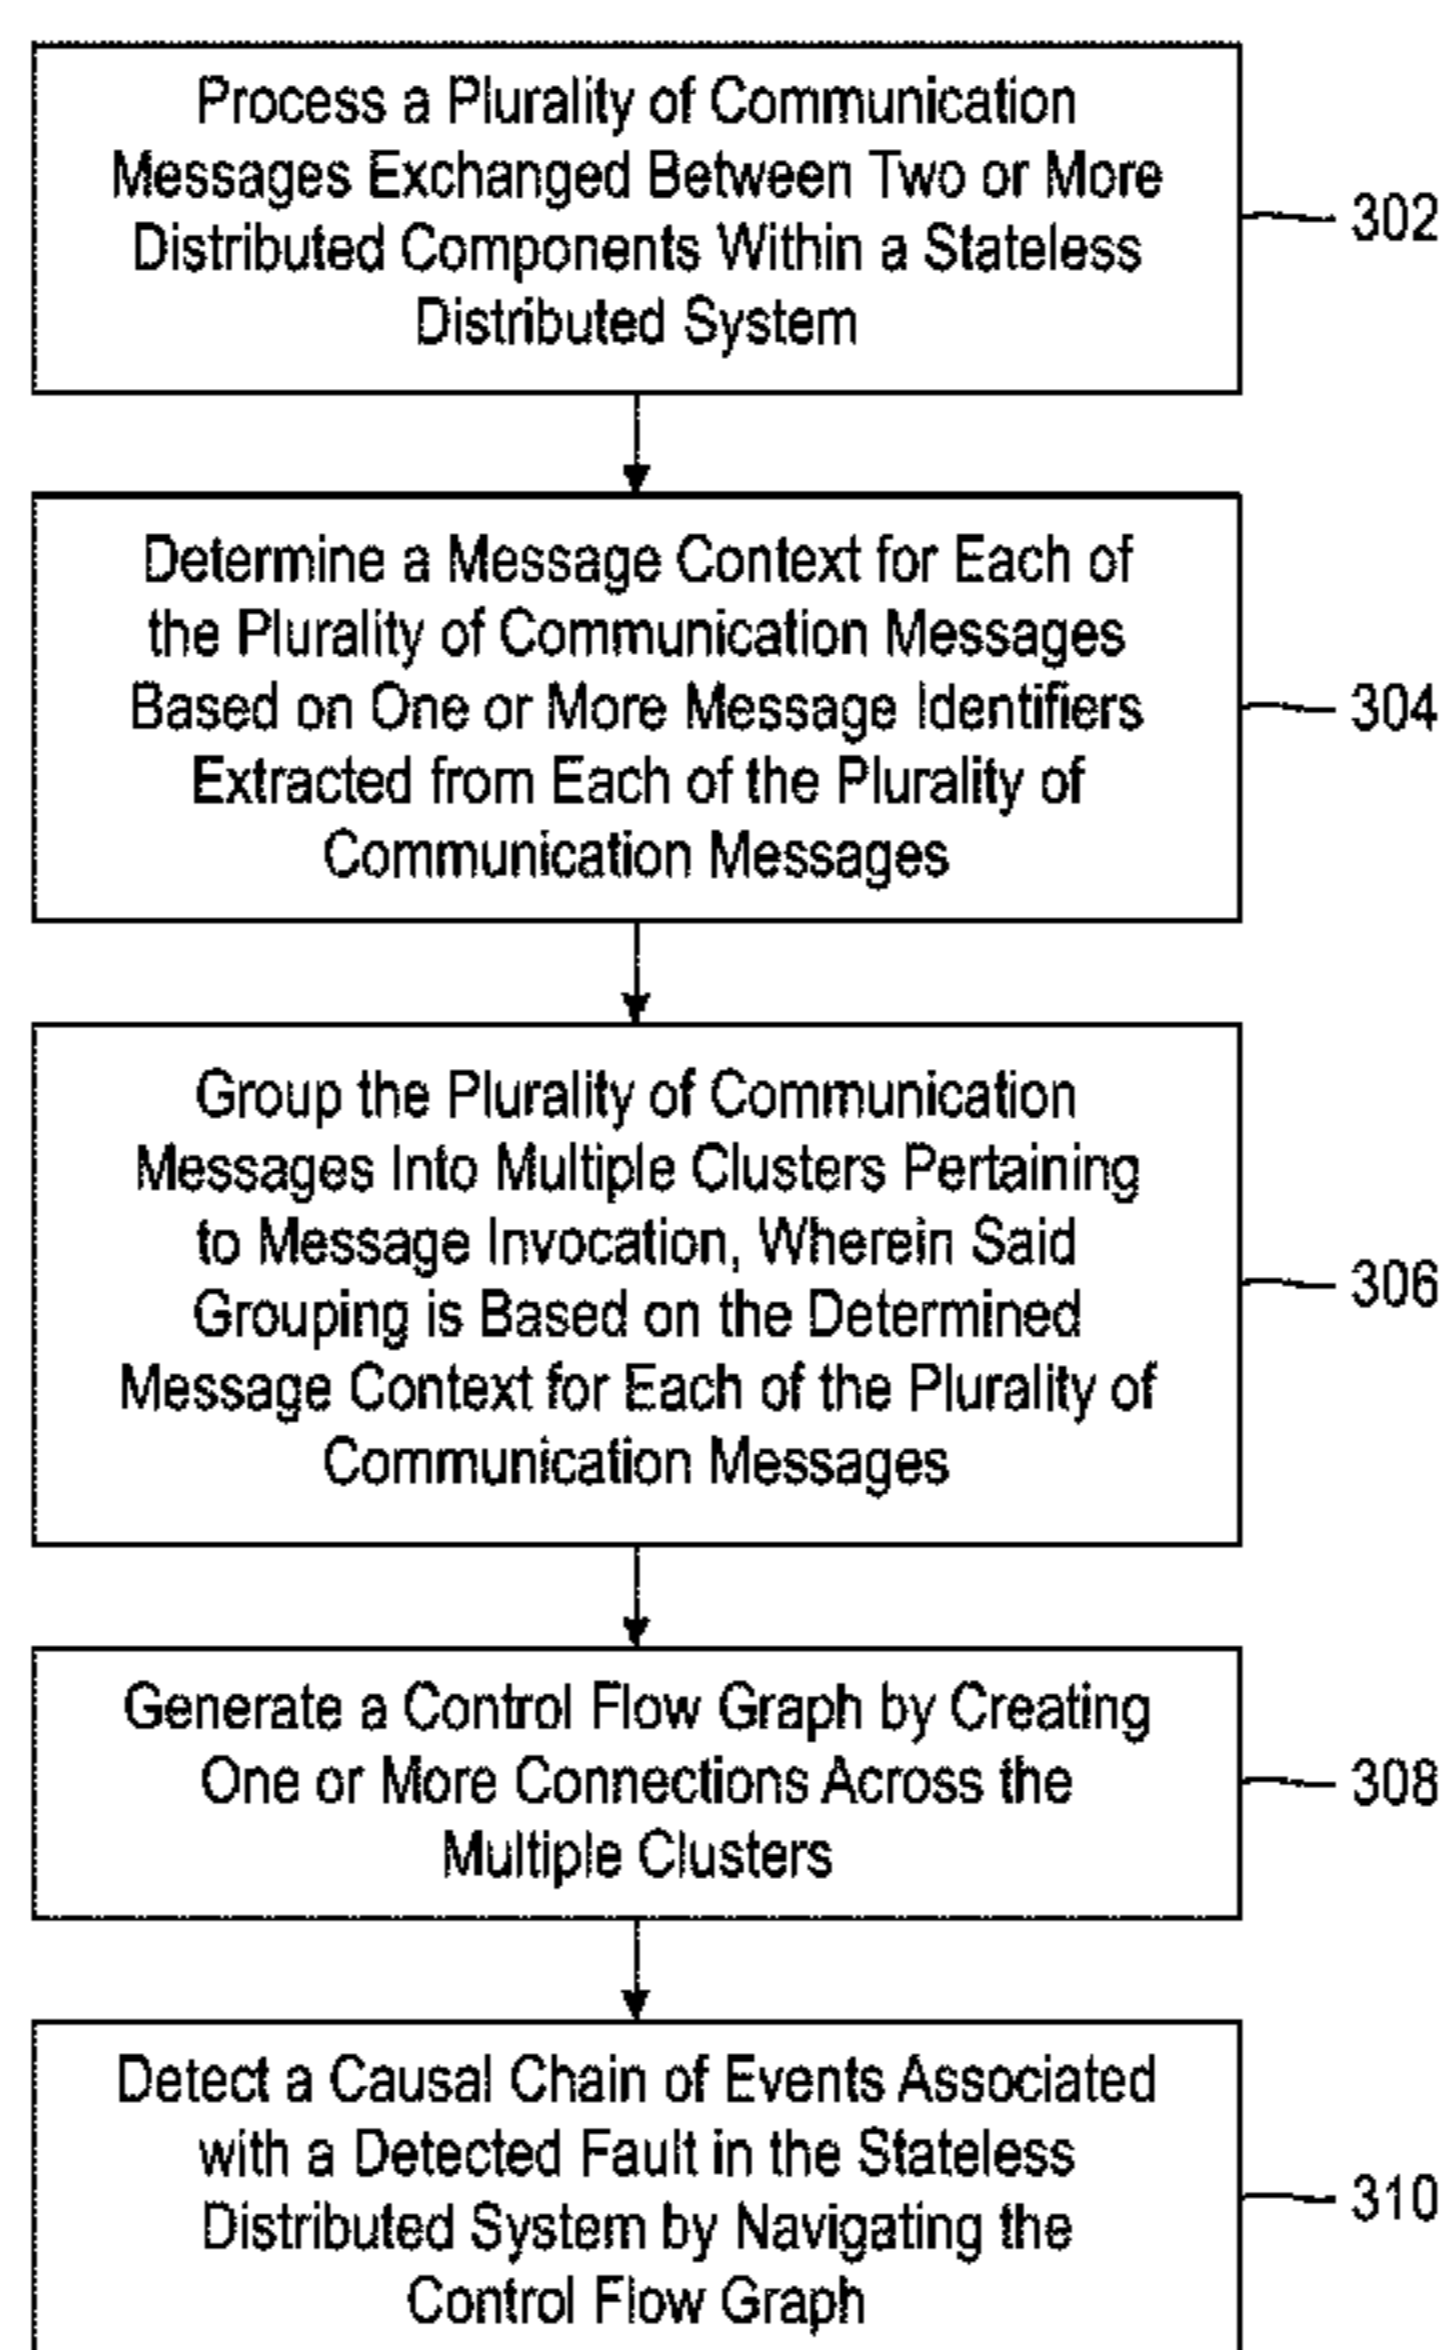 Process a Plurality of Communication
Messages Exchanged Between Two or More
Distributed Components Within a Stateless
Distributed System
302
Determine a Message Context for Each of
the Plurality of Communication Messages
Based on One or More Message Identifiers
Extracted from Each of the Plurality of
Communication Messages
304
Group the Plurality of Communication
Messages Into Multiple Clusters Pertaining
to Message Invocation, Wherein Said
Grouping is Based on the Determined
Message Context for Each of the Plurality of
Communication Messages
306
Generate a Control Flow Graph by Creating
One or More Connections Across the
Multiple Clusters
308
Detect a Causal Chain of Events Associated
with a Detected Fault in the Stateless
Distributed System by Navigating the
Control Flow Graph
310